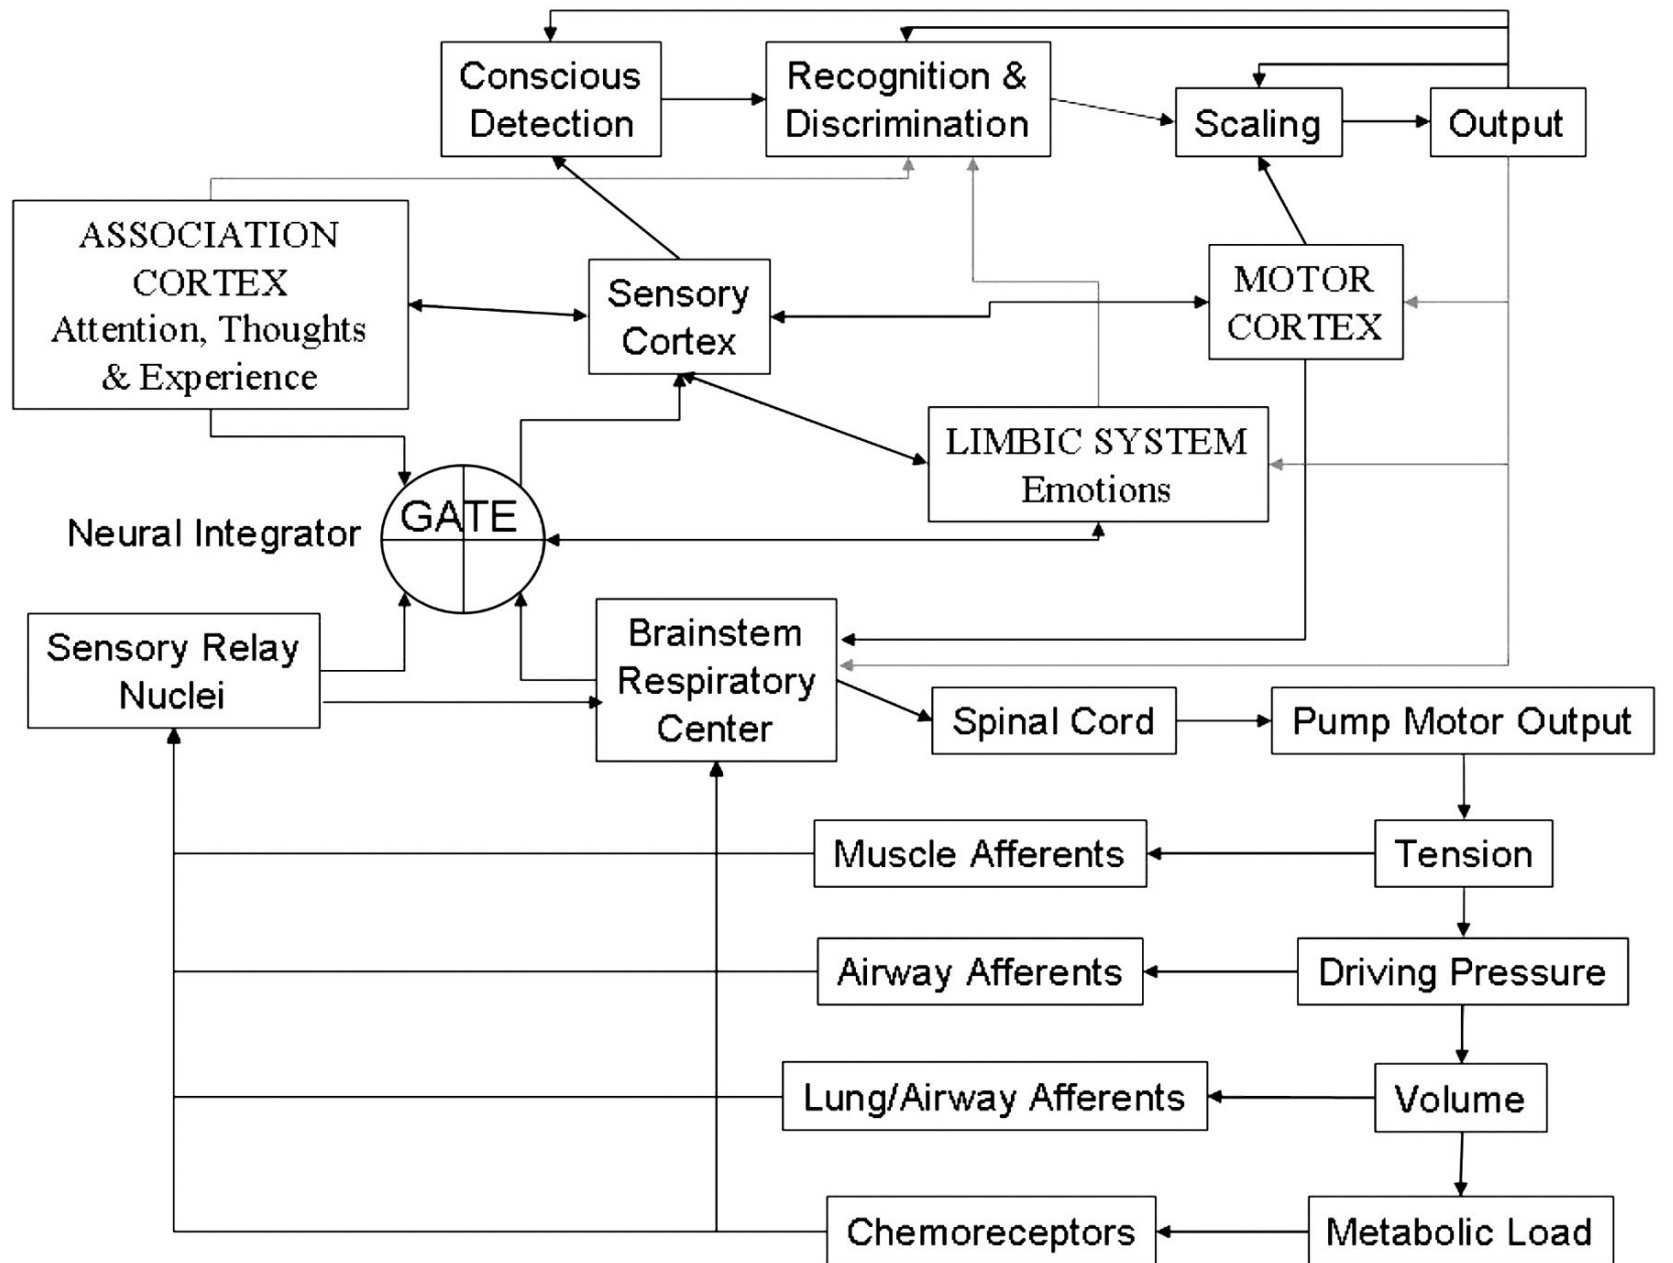 Conscious
Detection
Recognition &
Discrimination
Scaling
Output
ASSOCIATION
CORTEX
Attention, Thoughts
& Experience
Sensory
Cortex
MOTOR
CORTEX
LIMBIC SYSTEM
Emotions
Neural Integrator
GATE
Sensory Relay
Nuclei
Brainstem
Respiratory
Center
Spinal Cord
Pump Motor Output
Muscle Afferents
Tension
Airway Afferents
Driving Pressure
Lung/Airway Afferents
Volume
Chemoreceptors
Metabolic Load